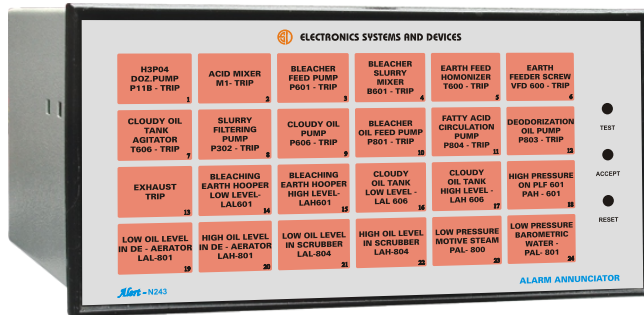 ESD ELECTRONICS SYSTEMS AND DEVICES
H3P04
DOZ.PUMP
P11B - TRIP
1
ACID MIXER
M1- TRIP
2
BLEACHER
FEED PUMP
P601 - TRIP
3
BLEACHER
SLURRY
MIXER
B601 - TRIP
4
EARTH FEED
HOMONIZER
T600 - TRIP
5
EARTH
FEEDER SCREW
VFD 600 - TRIP
6
CLOUDY OIL
TANK
AGITATOR
T606 - TRIP
7
SLURRY
FILTERING
PUMP
P302 - TRIP
8
CLOUDY OIL
PUMP
P606 - TRIP
9
BLEACHER
OIL FEED PUMP
P801 - TRIP
10
FATTY ACID
CIRCULATION
PUMP
P804 - TRIP
11
DEODORIZATION
OIL PUMP
P803 - TRIP
12
EXHAUST
TRIP
13
BLEACHING
EARTH HOOPER
LOW LEVEL-
LAL601
14
BLEACHING
EARTH HOOPER
HIGH LEVEL-
LAH601
15
CLOUDY
OIL TANK
LOW LEVEL -
LAL 606
16
CLOUDY
OIL TANK
HIGH LEVEL -
LAH 606
17
HIGH PRESSURE
ON PLF 601
PAH - 601
18
LOW OIL LEVEL
IN DE - AERATOR
LAL-801
19
HIGH OIL LEVEL
IN DE - AERATOR
LAH-801
20
LOW OIL LEVEL
IN SCRUBBER
LAL-804
21
HIGH OIL LEVEL
IN SCRUBBER
LAH-804
22
LOW PRESSURE
MOTIVE STEAM
PAL- 800
23
LOW PRESSURE
BAROMETRIC
WATER -
PAL- 801
24
TEST
ACCEPT
RESET
Alert - N243
ALARM ANNUNCIATOR